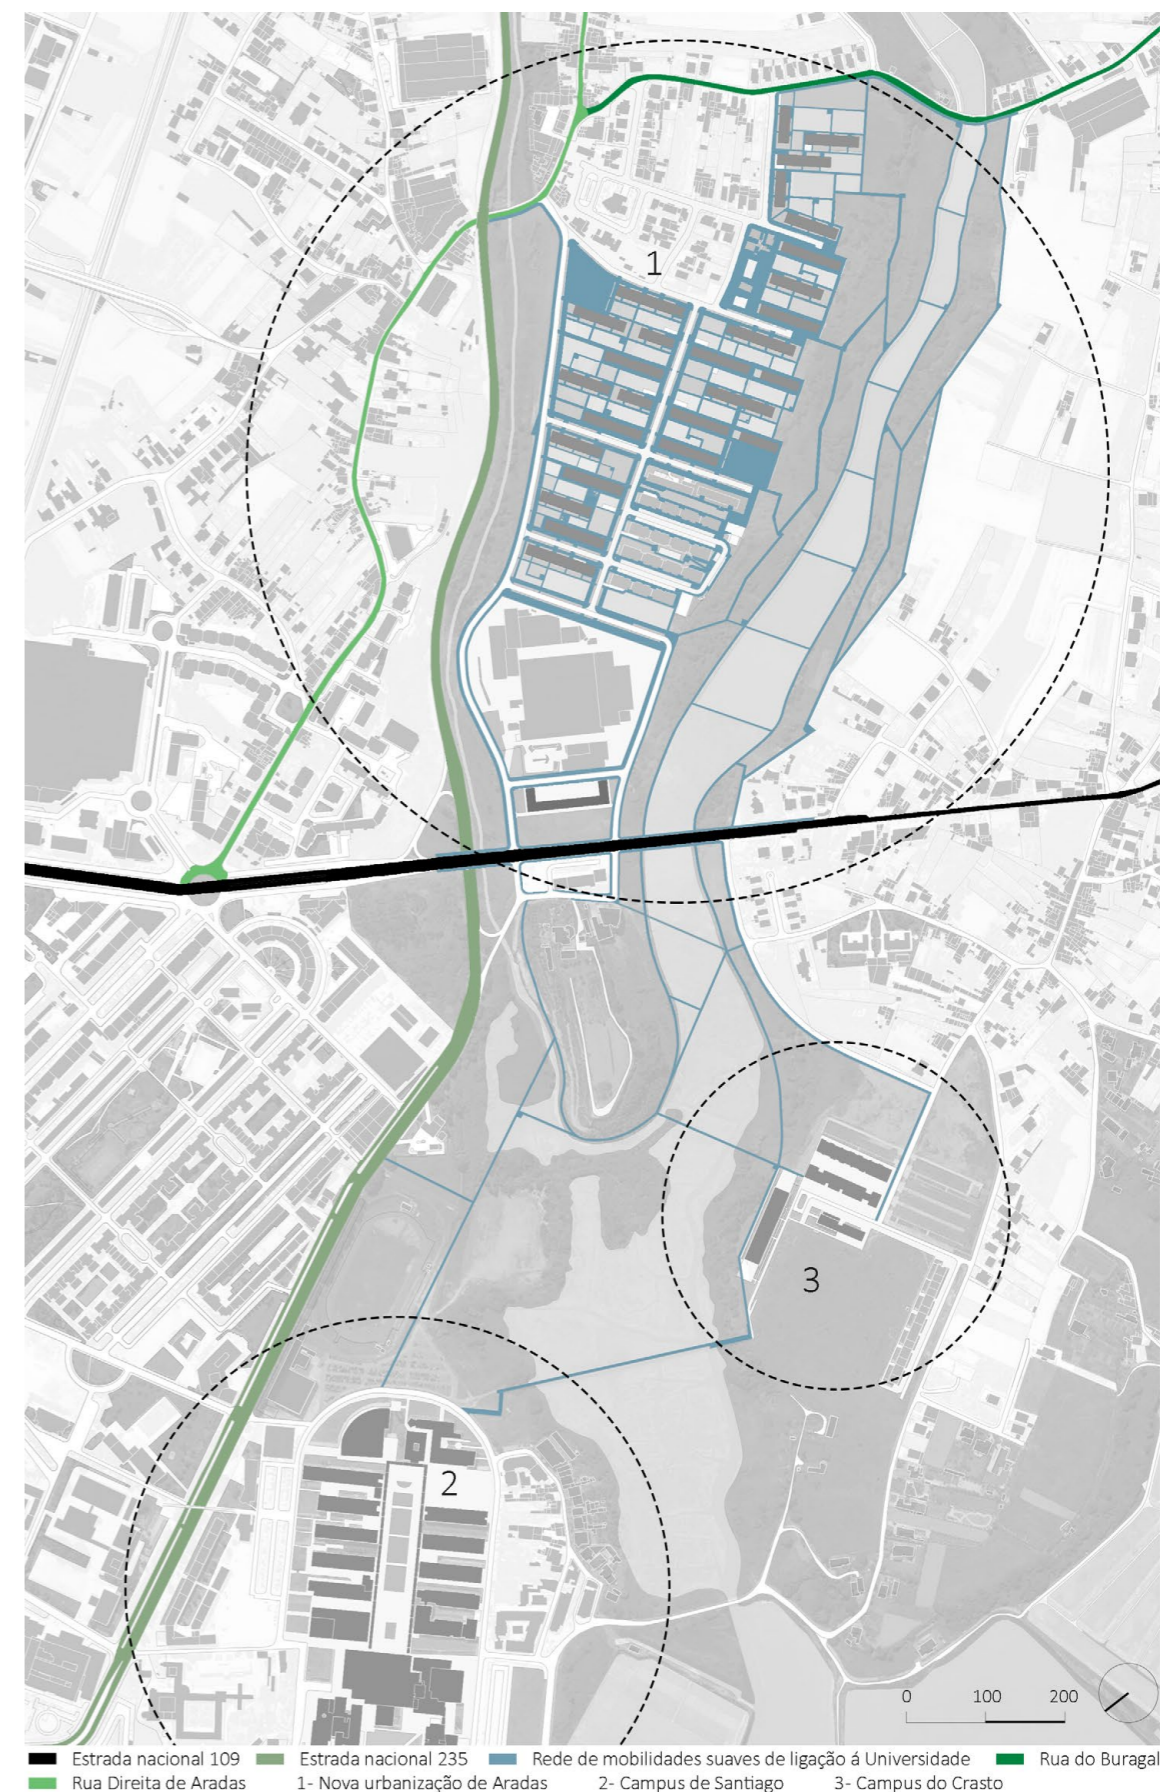 1
3
2
0 100 200
Estrada nacional 109 Estrada nacional 235 Rede de mobilidades suaves de ligação á Universidade Rua do Buragal
Rua Direita de Aradas 1- Nova urbanização de Aradas 2- Campus de Santiago 3- Campus do Crasto